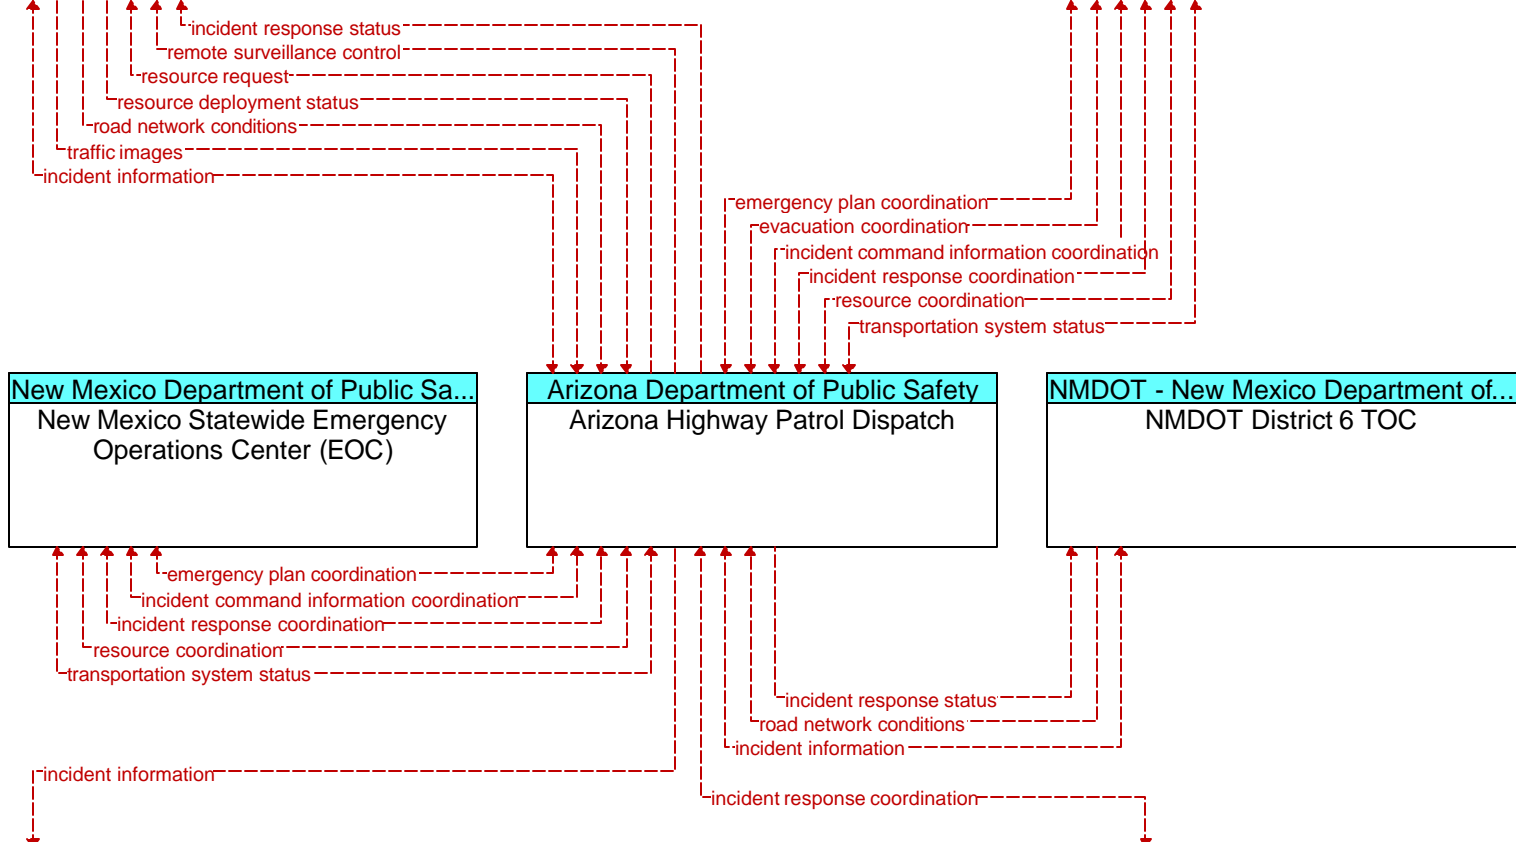 incident response status
remote surveillance control
resource request
resource deployment status
road network conditions
traffic images
incident information
emergency plan coordination
evacuation coordination
incident command information coordination
incident response coordination
resource coordination
transportation system status
New Mexico Department of Public Sa...
New Mexico Statewide Emergency
Operations Center (EOC)
Arizona Department of Public Safety
Arizona Highway Patrol Dispatch
NMDOT - New Mexico Department of...
NMDOT District 6 TOC
emergency plan coordination
incident command information coordination
incident response coordination
resource coordination
transportation system status
incident response status
road network conditions
incident information
incident information
incident response coordination